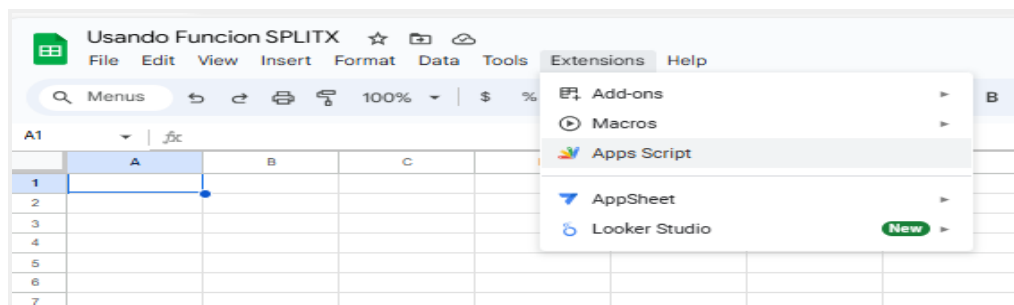 Usando Funcion SPLITX
File Edit View Insert Format Data Tools Extensions Help
Menus 100% $ % B
Add-ons
Macros
Apps Script
AppSheet
Looker Studio New
A1 fx
A B C
1
2
3
4
5
6
7